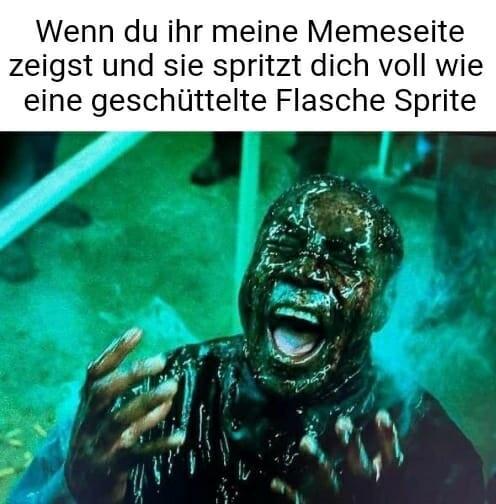 Wenn du ihr meine Memeseite
zeigst und sie spritzt dich voll wie
eine geschüttelte Flasche Sprite